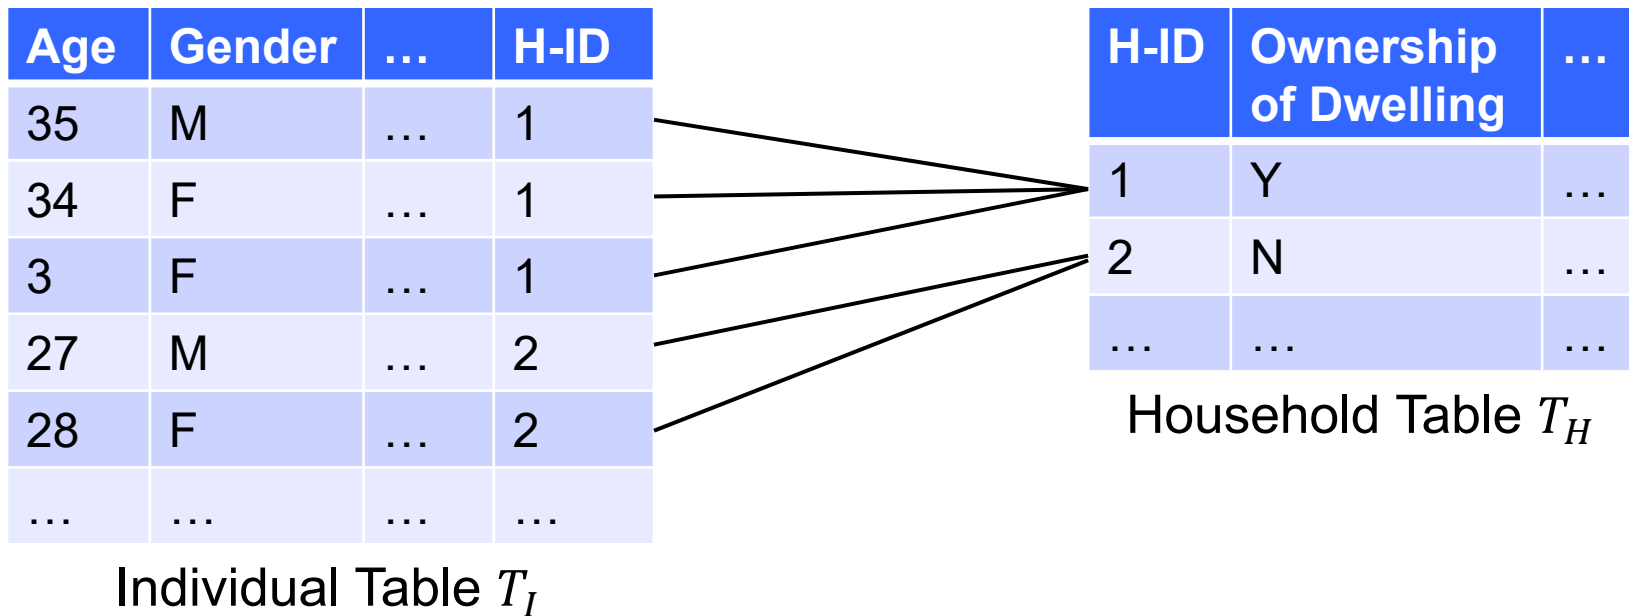 Age Gender … H-ID
35 M … 1
34 F … 1
3 F … 1
27 M … 2
28 F … 2
… … … …
Individual Table T_I
H-ID Ownership of Dwelling …
1 Y …
2 N …
… … …
Household Table T_H